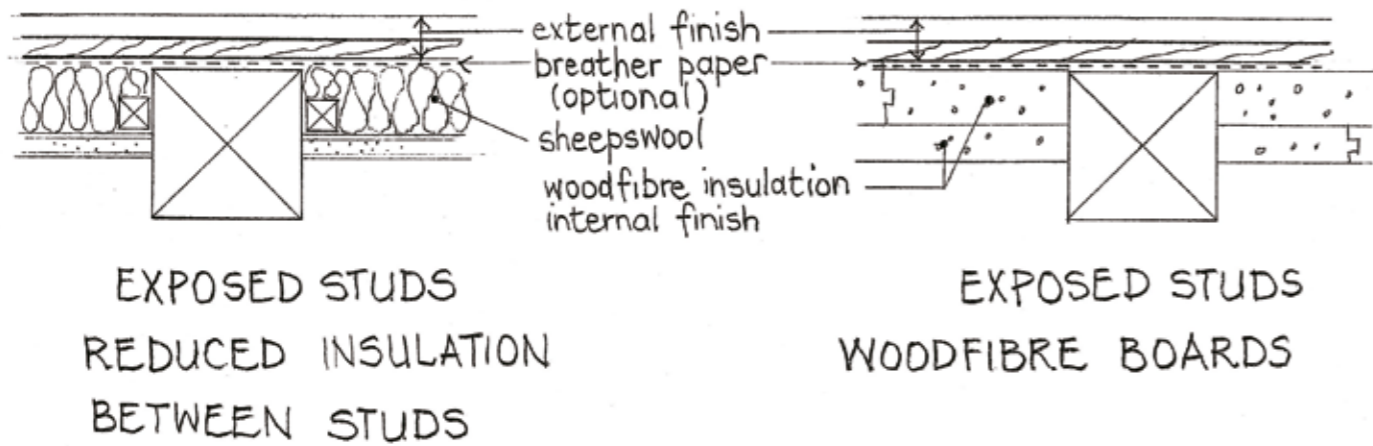 external finish
breather paper
(optional)
sheepswool
woodfibre insulation
internal finish
EXPOSED STUDS
REDUCED INSULATION
BETWEEN STUDS
EXPOSED STUDS
WOODFIBRE BOARDS